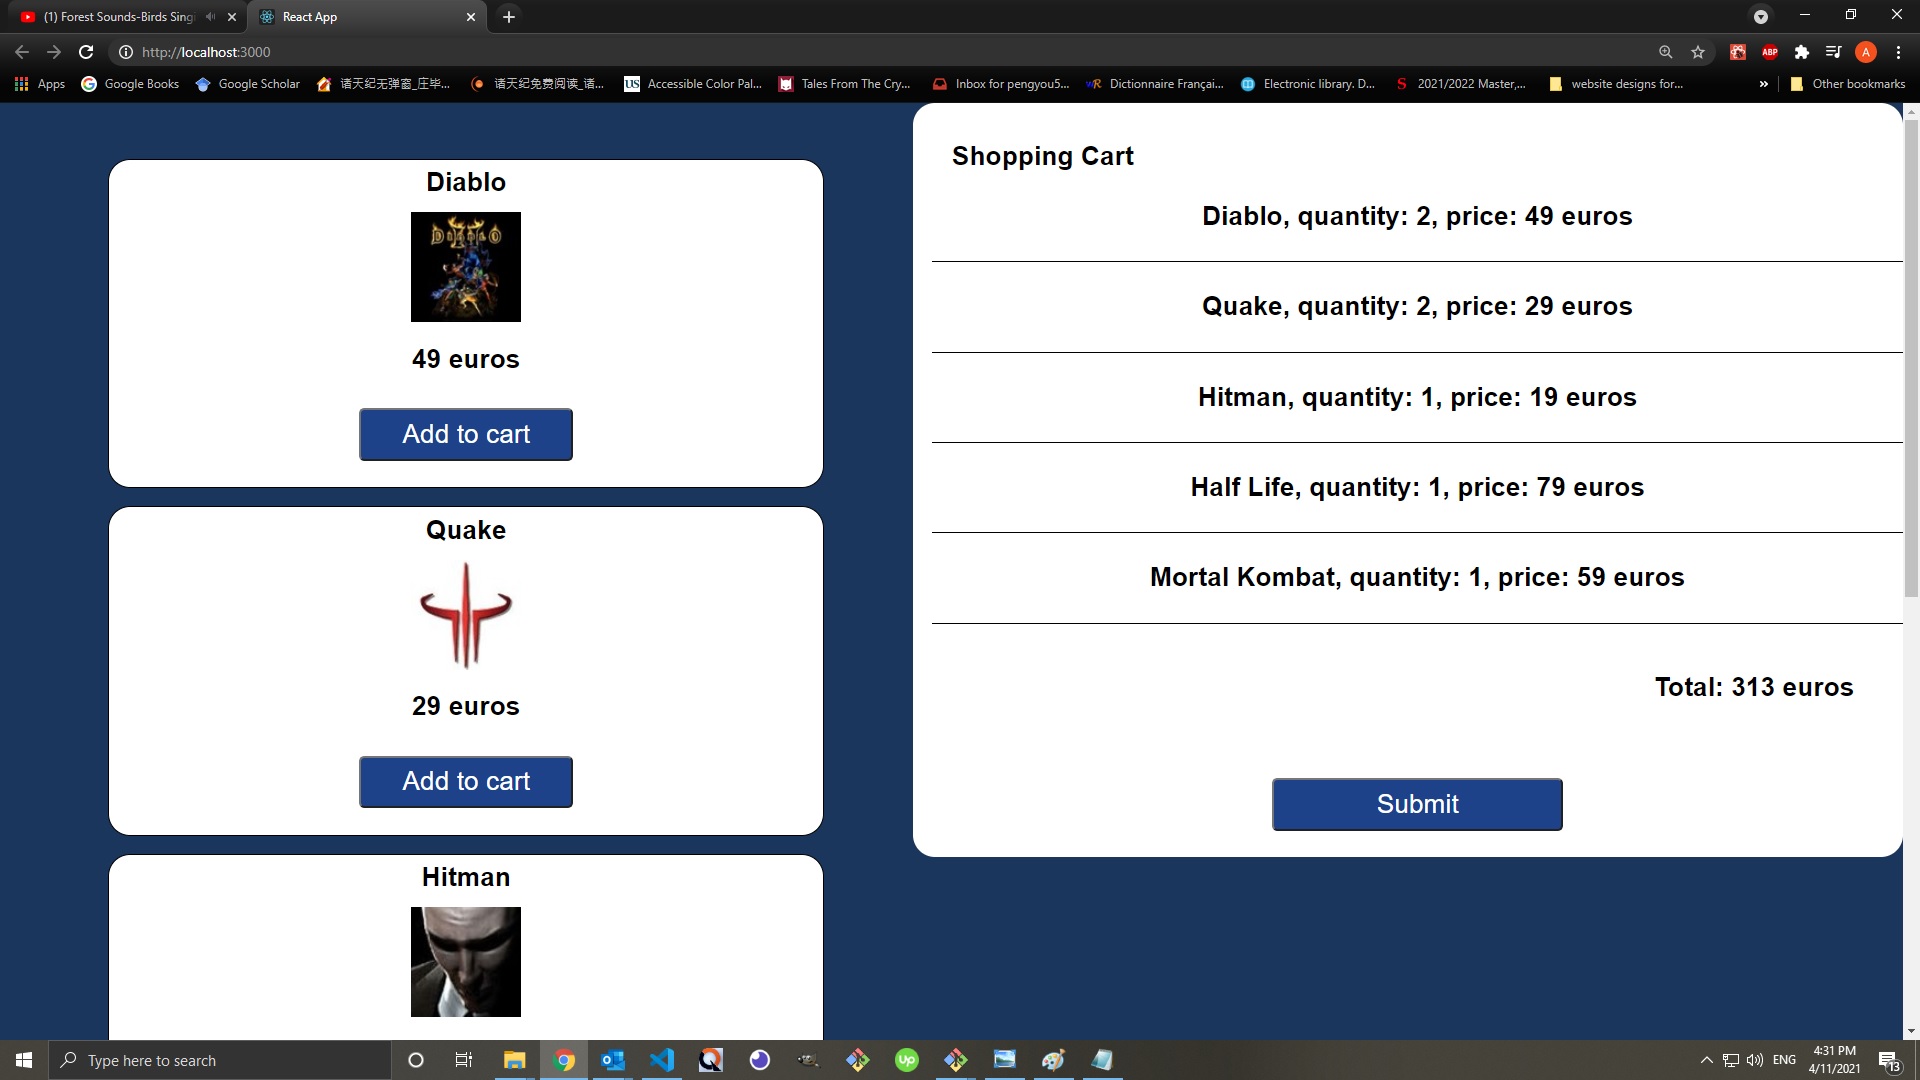 (1) Forest Sounds-Birds Sing
React App
http://localhost:3000
ABP
A
Apps
Google Books
Google Scholar
诸天纪无弹窗_庄毕...
诸天纪免费阅读_诸...
US
Accessible Color Pal...
Tales From The Cry...
Inbox for pengyou5...
WR
Dictionnaire Françai...
Electronic library. D...
S
2021/2022 Master,...
website designs for...
»
Other bookmarks
Diablo
49 euros
Add to cart
Quake
29 euros
Add to cart
Hitman
Shopping Cart
Diablo, quantity: 2, price: 49 euros
Quake, quantity: 2, price: 29 euros
Hitman, quantity: 1, price: 19 euros
Half Life, quantity: 1, price: 79 euros
Mortal Kombat, quantity: 1, price: 59 euros
Total: 313 euros
Submit
Type here to search
Up
ENG
4:31 PM
4/11/2021
13